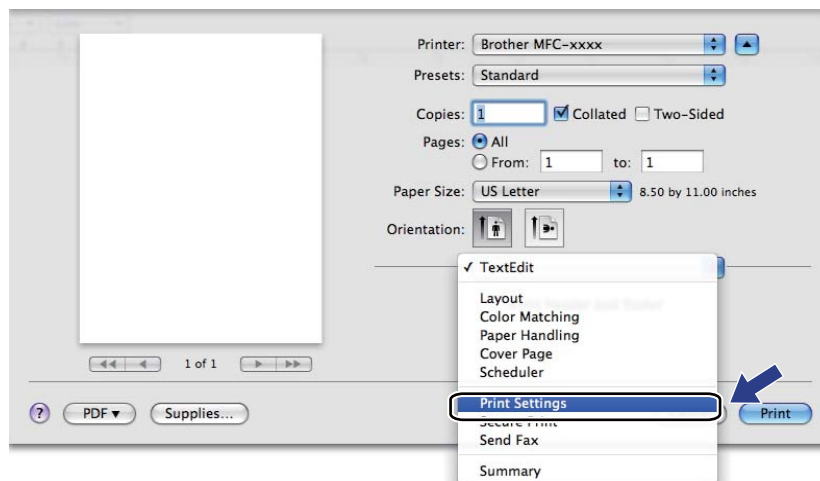 Printer: Brother MFC-xxxx
Presets: Standard
Copies: 1 Collated Two-Sided
Pages: All
From: 1 to: 1
Paper Size: US Letter 8.50 by 11.00 inches
Orientation:
✓ TextEdit
Layout
Color Matching
Paper Handling
Cover Page
Scheduler
Print Settings
Secure Print
Send Fax
Summary
1 of 1
? PDF▼ Supplies... Print